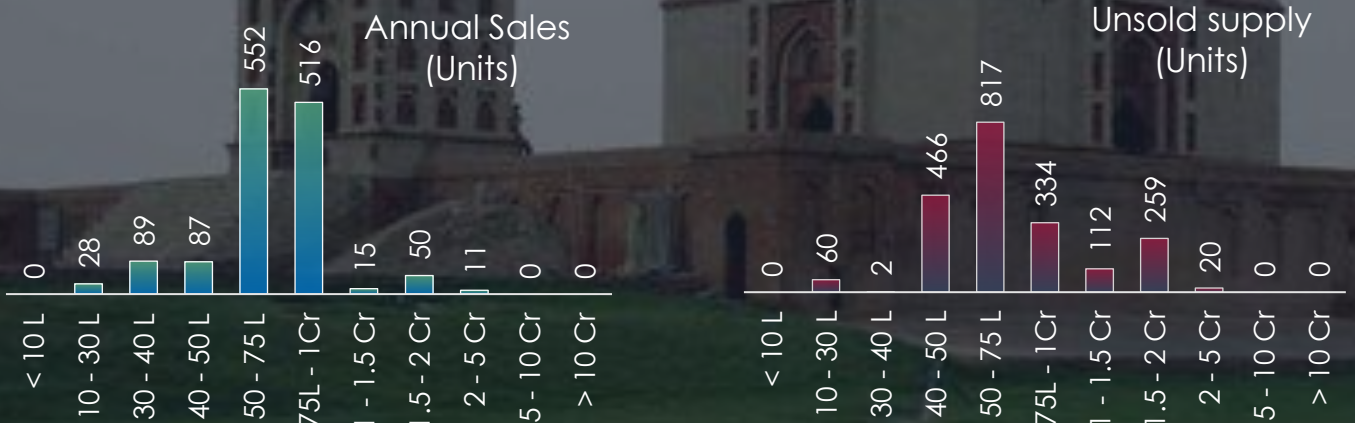 Annual Sales
(Units)
0
28
89
87
552
516
15
50
11
0
0
< 10 L
10 - 30 L
30 - 40 L
40 - 50 L
50 - 75 L
75L - 1Cr
1 - 1.5 Cr
1.5 - 2 Cr
2 - 5 Cr
5 - 10 Cr
> 10 Cr
Unsold supply
(Units)
0
60
2
466
817
334
112
259
20
0
0
< 10 L
10 - 30 L
30 - 40 L
40 - 50 L
50 - 75 L
75L - 1Cr
1 - 1.5 Cr
1.5 - 2 Cr
2 - 5 Cr
5 - 10 Cr
> 10 Cr